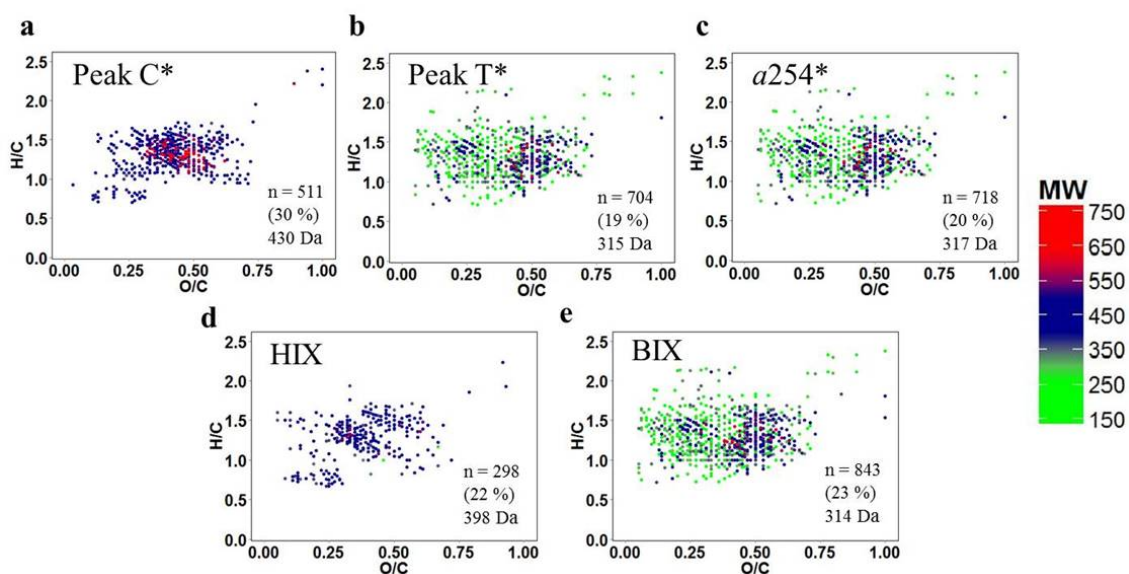 a
Peak C*
2.5
2.0
1.5
1.0
0.5
0.0
H/C
0.00 0.25 0.50 0.75 1.00
O/C
n = 511
(30 %)
430 Da
b
Peak T*
2.5
2.0
1.5
1.0
0.5
0.0
H/C
0.00 0.25 0.50 0.75 1.00
O/C
n = 704
(19 %)
315 Da
c
a254*
2.5
2.0
1.5
1.0
0.5
0.0
H/C
0.00 0.25 0.50 0.75 1.00
O/C
n = 718
(20 %)
317 Da
MW
750
650
550
450
350
250
150
d
HIX
2.5
2.0
1.5
1.0
0.5
0.0
H/C
0.00 0.25 0.50 0.75 1.00
O/C
n = 298
(22 %)
398 Da
e
BIX
2.5
2.0
1.5
1.0
0.5
0.0
H/C
0.00 0.25 0.50 0.75 1.00
O/C
n = 843
(23 %)
314 Da